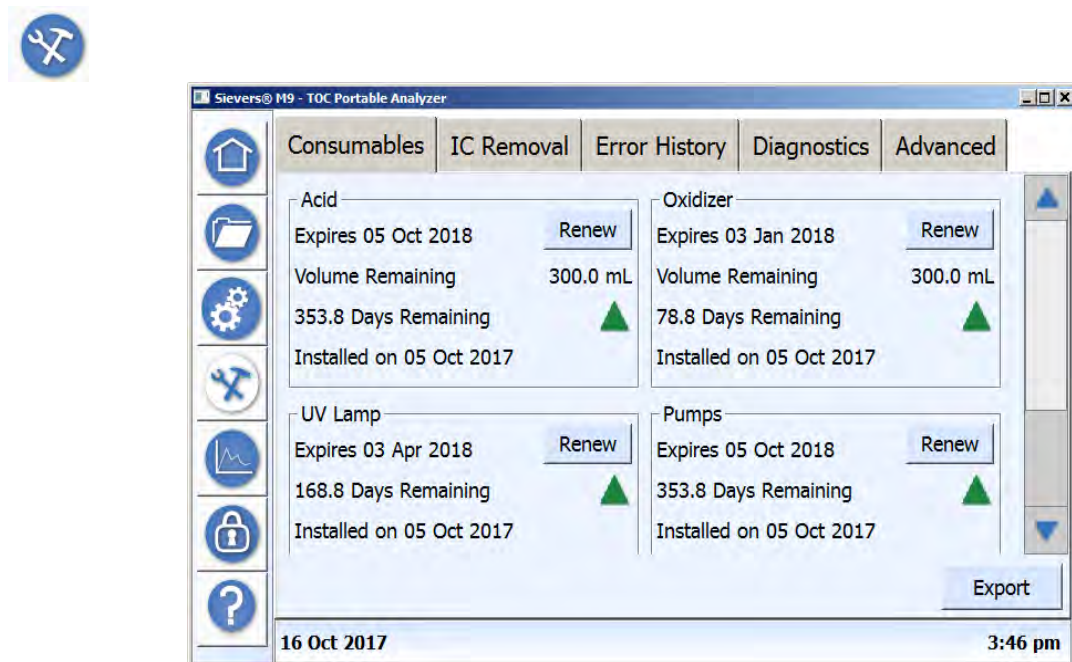 Sievers® M9 - TOC Portable Analyzer
Consumables IC Removal Error History Diagnostics Advanced
Acid
Expires 05 Oct 2018 Renew
Volume Remaining 300.0 mL
353.8 Days Remaining
Installed on 05 Oct 2017
Oxidizer
Expires 03 Jan 2018 Renew
Volume Remaining 300.0 mL
78.8 Days Remaining
Installed on 05 Oct 2017
UV Lamp
Expires 03 Apr 2018 Renew
168.8 Days Remaining
Installed on 05 Oct 2017
Pumps
Expires 05 Oct 2018 Renew
353.8 Days Remaining
Installed on 05 Oct 2017
Export
16 Oct 2017 3:46 pm